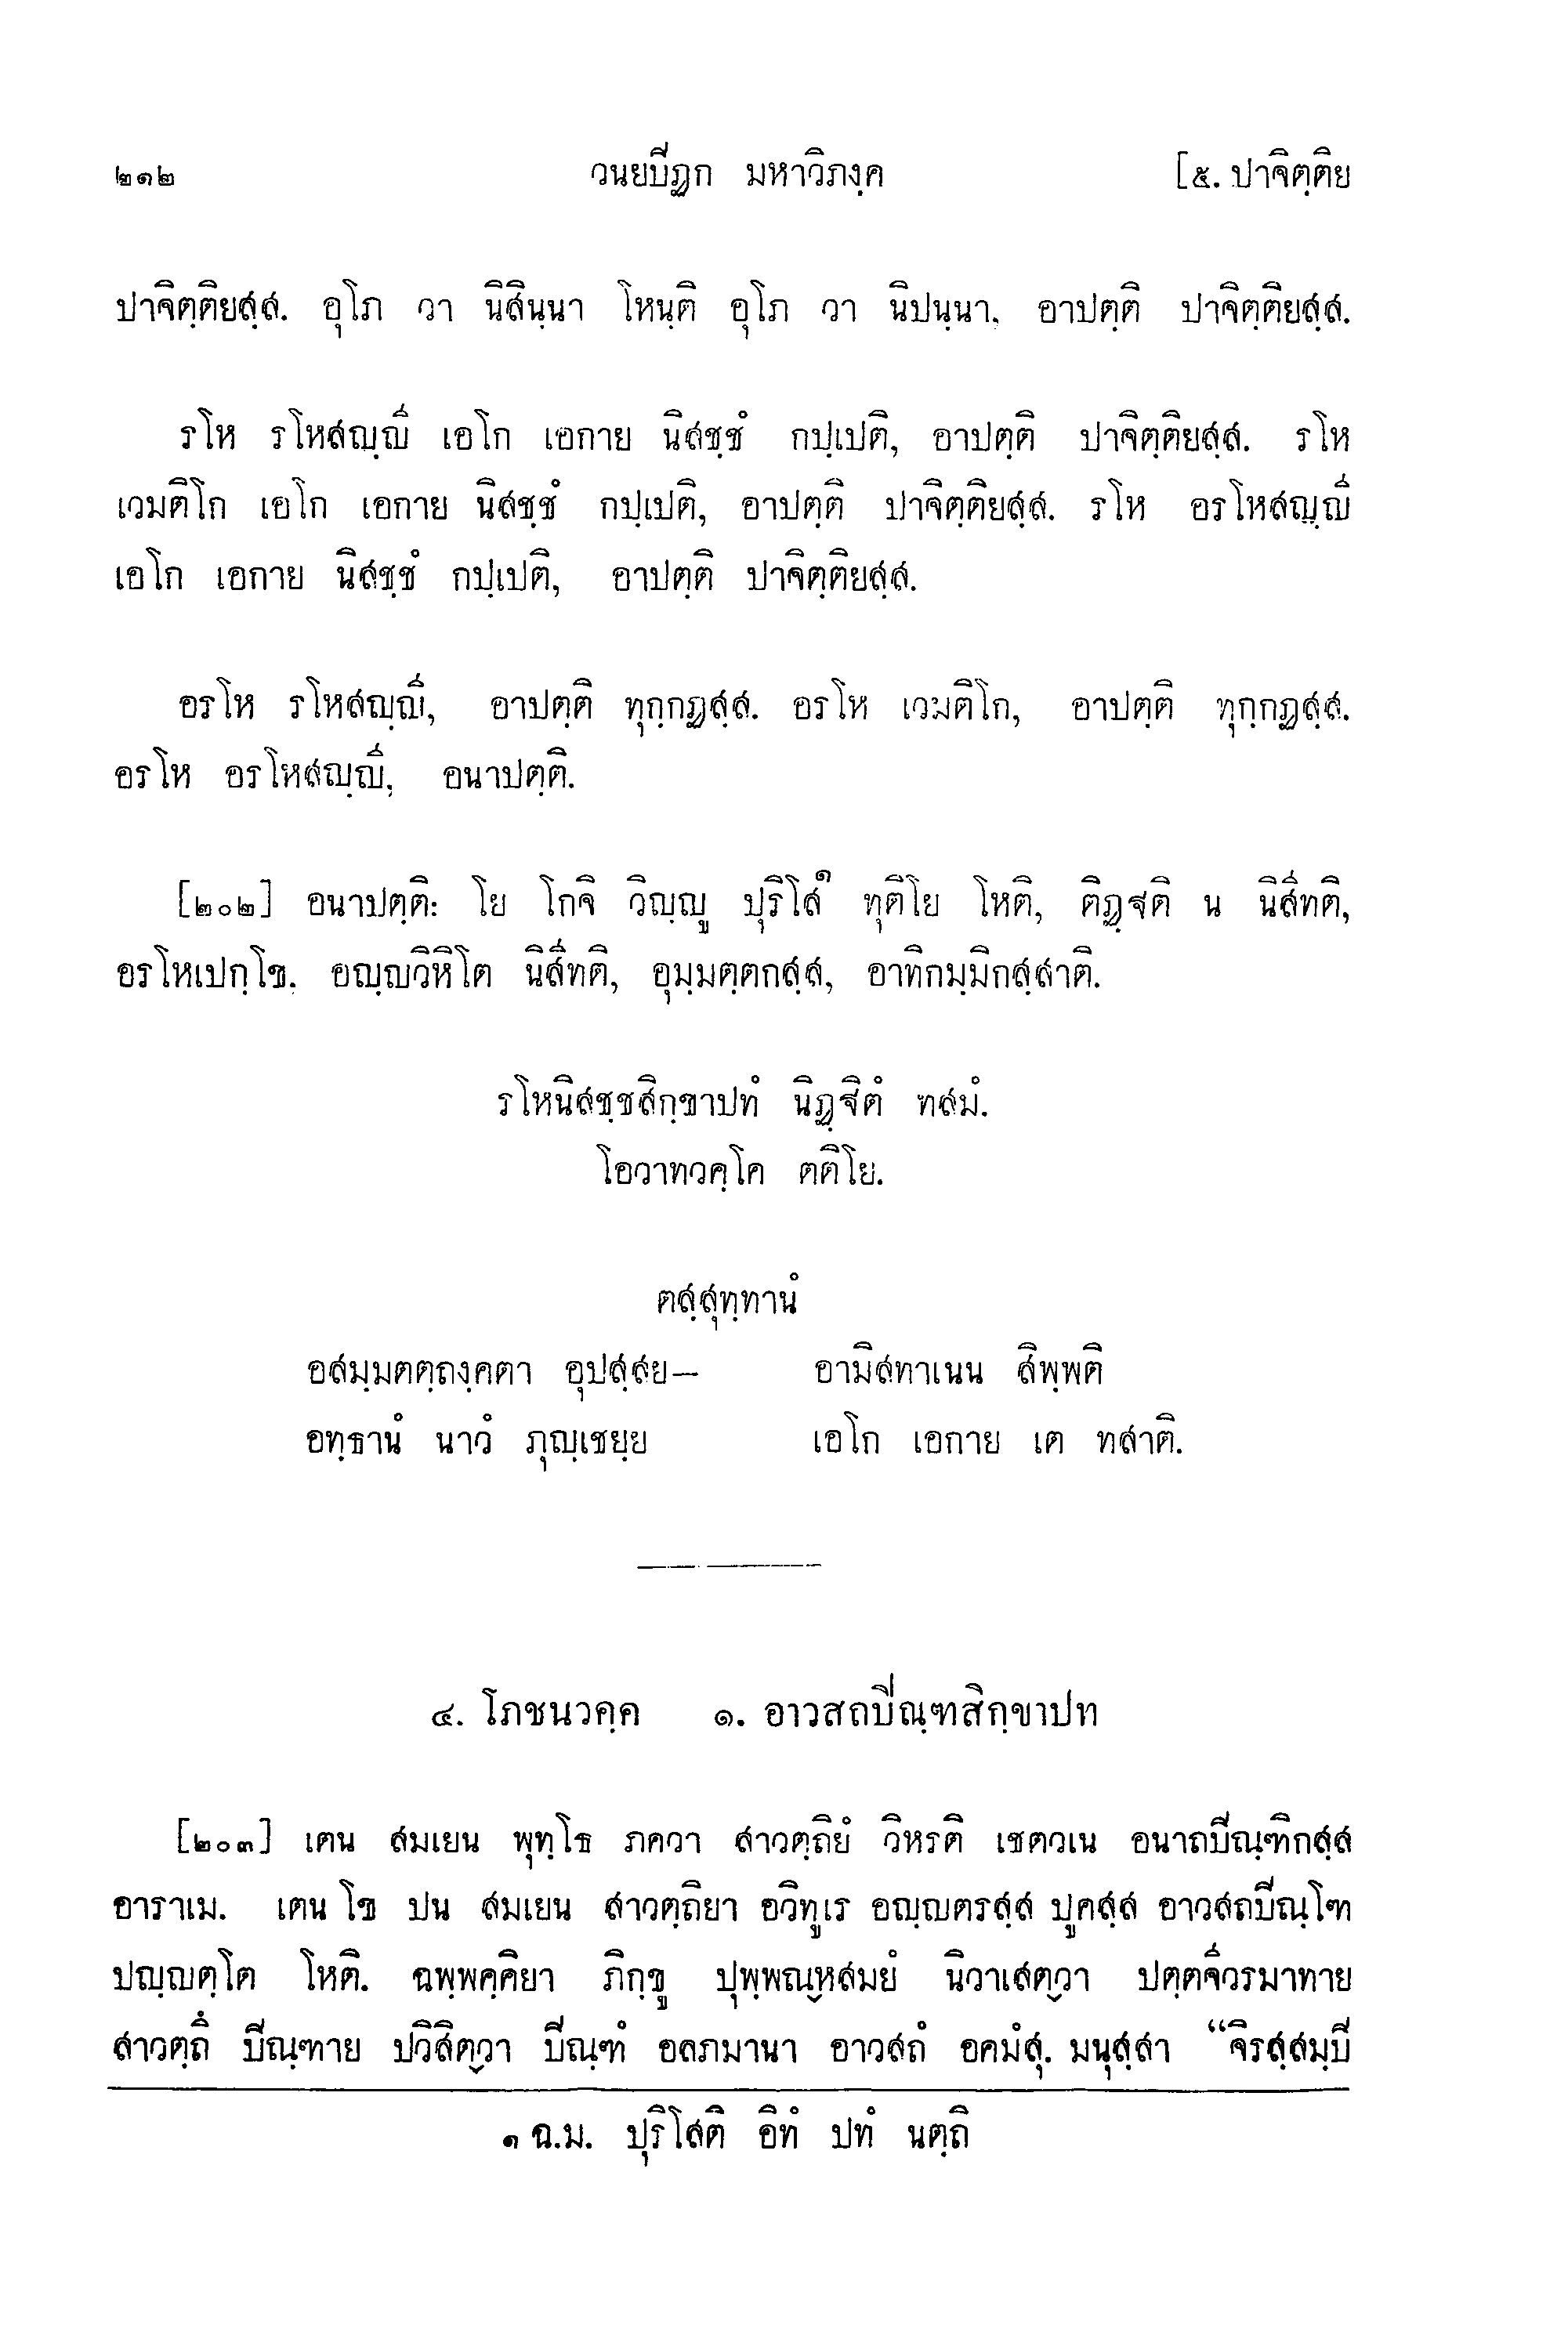 ๒๑๒ วนยปิฏก มหาวิภงฺค [๕. ปาจิตฺติย
ปาจิตฺติยสฺส. อุโภ วา นิสินฺนา โหนฺติ อุโภ วา นิปนฺนา, อาปตฺติ ปาจิตฺติยสฺส.
รโห รโหสญฺญี เอโก เอกาย นิสชฺชํ กปฺเปติ, อาปตฺติ ปาจิตฺติยสฺส. รโห
เวมติโก เอโก เอกาย นิสชฺชํ กปฺเปติ, อาปตฺติ ปาจิตฺติยสฺส. รโห อรโหสญฺญี
เอโก เอกาย นิสชฺชํ กปฺเปติ, อาปตฺติ ปาจิตฺติยสฺส.
อรโห รโหสญฺญี, อาปตฺติ ทุกฺกฏสฺส. อรโห เวมติโก, อาปตฺติ ทุกฺกฏสฺส.
อรโห อรโหสญฺญี, อนาปตฺติ.
[๒๐๒] อนาปตฺติ: โย โกจิ วิญฺญู ปุริโส๑ ทุติโย โหติ, ติฏฺฐติ น นิสีทติ,
อรโหเปกฺโข, อญฺญวิหิโต นิสีทติ, อุมฺมตฺตกสฺส, อาทิกมฺมิกสฺสาติ.
รโหนิสชฺชสิกฺขาปทํ นิฏฺฐิตํ ทสมํ.
โอวาทวคฺโค ตติโย.
ตสฺสุทฺทานํ
อสมฺมตตฺถงฺคตา อุปสฺสย– อามิสทาเนน สิพฺพติ
อทฺธานํ นาวํ ภุญฺเชยฺย เอโก เอกาย เต ทสาติ.
๔. โภชนวคฺค ๑. อาวสถปิณฺฑสิกฺขาปท
[๒๐๓] เตน สมเยน พุทฺโธ ภควา สาวตฺถิยํ วิหรติ เชตวเน อนาถปิณฺฑิกสฺส
อาราเม. เตน โข ปน สมเยน สาวตฺถิยา อวิทูเร อญฺญตรสฺส ปูคสฺส อาวสถปิณฺโฑ
ปญฺญตฺโต โหติ. ฉพฺพคฺคิยา ภิกฺขู ปุพฺพณฺหสมยํ นิวาเสตฺวา ปตฺตจีวรมาทาย
สาวตฺถึ ปิณฺฑาย ปวิสิตฺวา ปิณฺฑํ อลภมานา อาวสถํ อคมํสุ. มนุสฺสา “จิรสฺสมฺปิ
๑ ฉ.ม. ปุริโสติ อิทํ ปทํ นตฺถิ